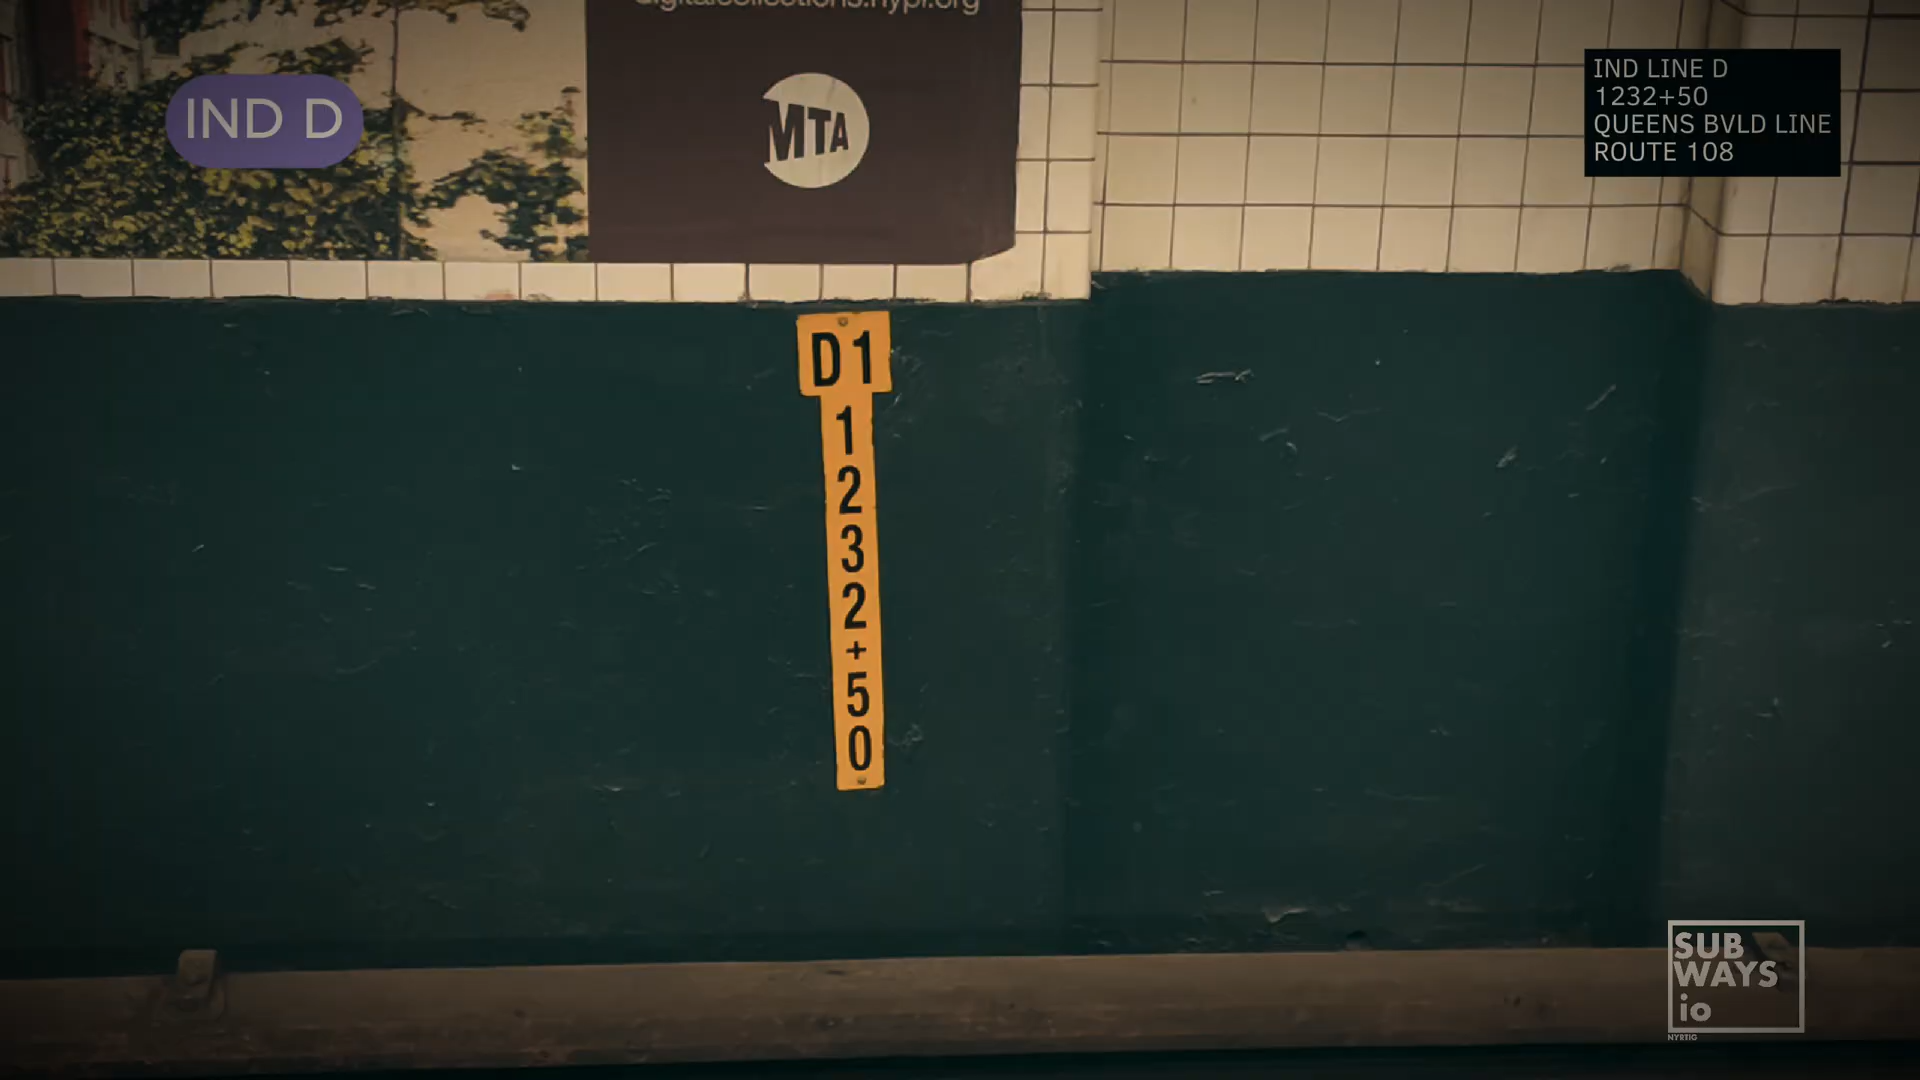 digitalcollections.nypl.org
IND D
MTA
IND LINE D
1232+50
QUEENS BVLD LINE
ROUTE 108
D1
1
2
3
2
+
5
0
SUB
WAYS
io
NYRTIG